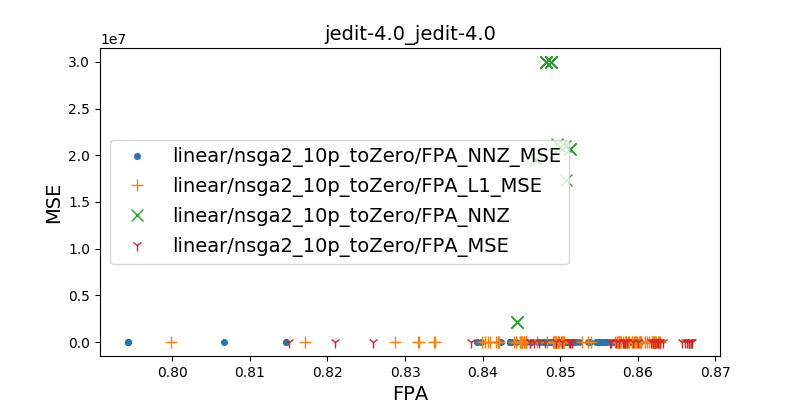 jedit-4.0_jedit-4.0
1e7
3.0
2.5
2.0
1.5
1.0
0.5
0.0
MSE
linear/nsga2_10p_toZero/FPA_NNZ_MSE
linear/nsga2_10p_toZero/FPA_L1_MSE
linear/nsga2_10p_toZero/FPA_NNZ
linear/nsga2_10p_toZero/FPA_MSE
0.80 0.81 0.82 0.83 0.84 0.85 0.86 0.87
FPA